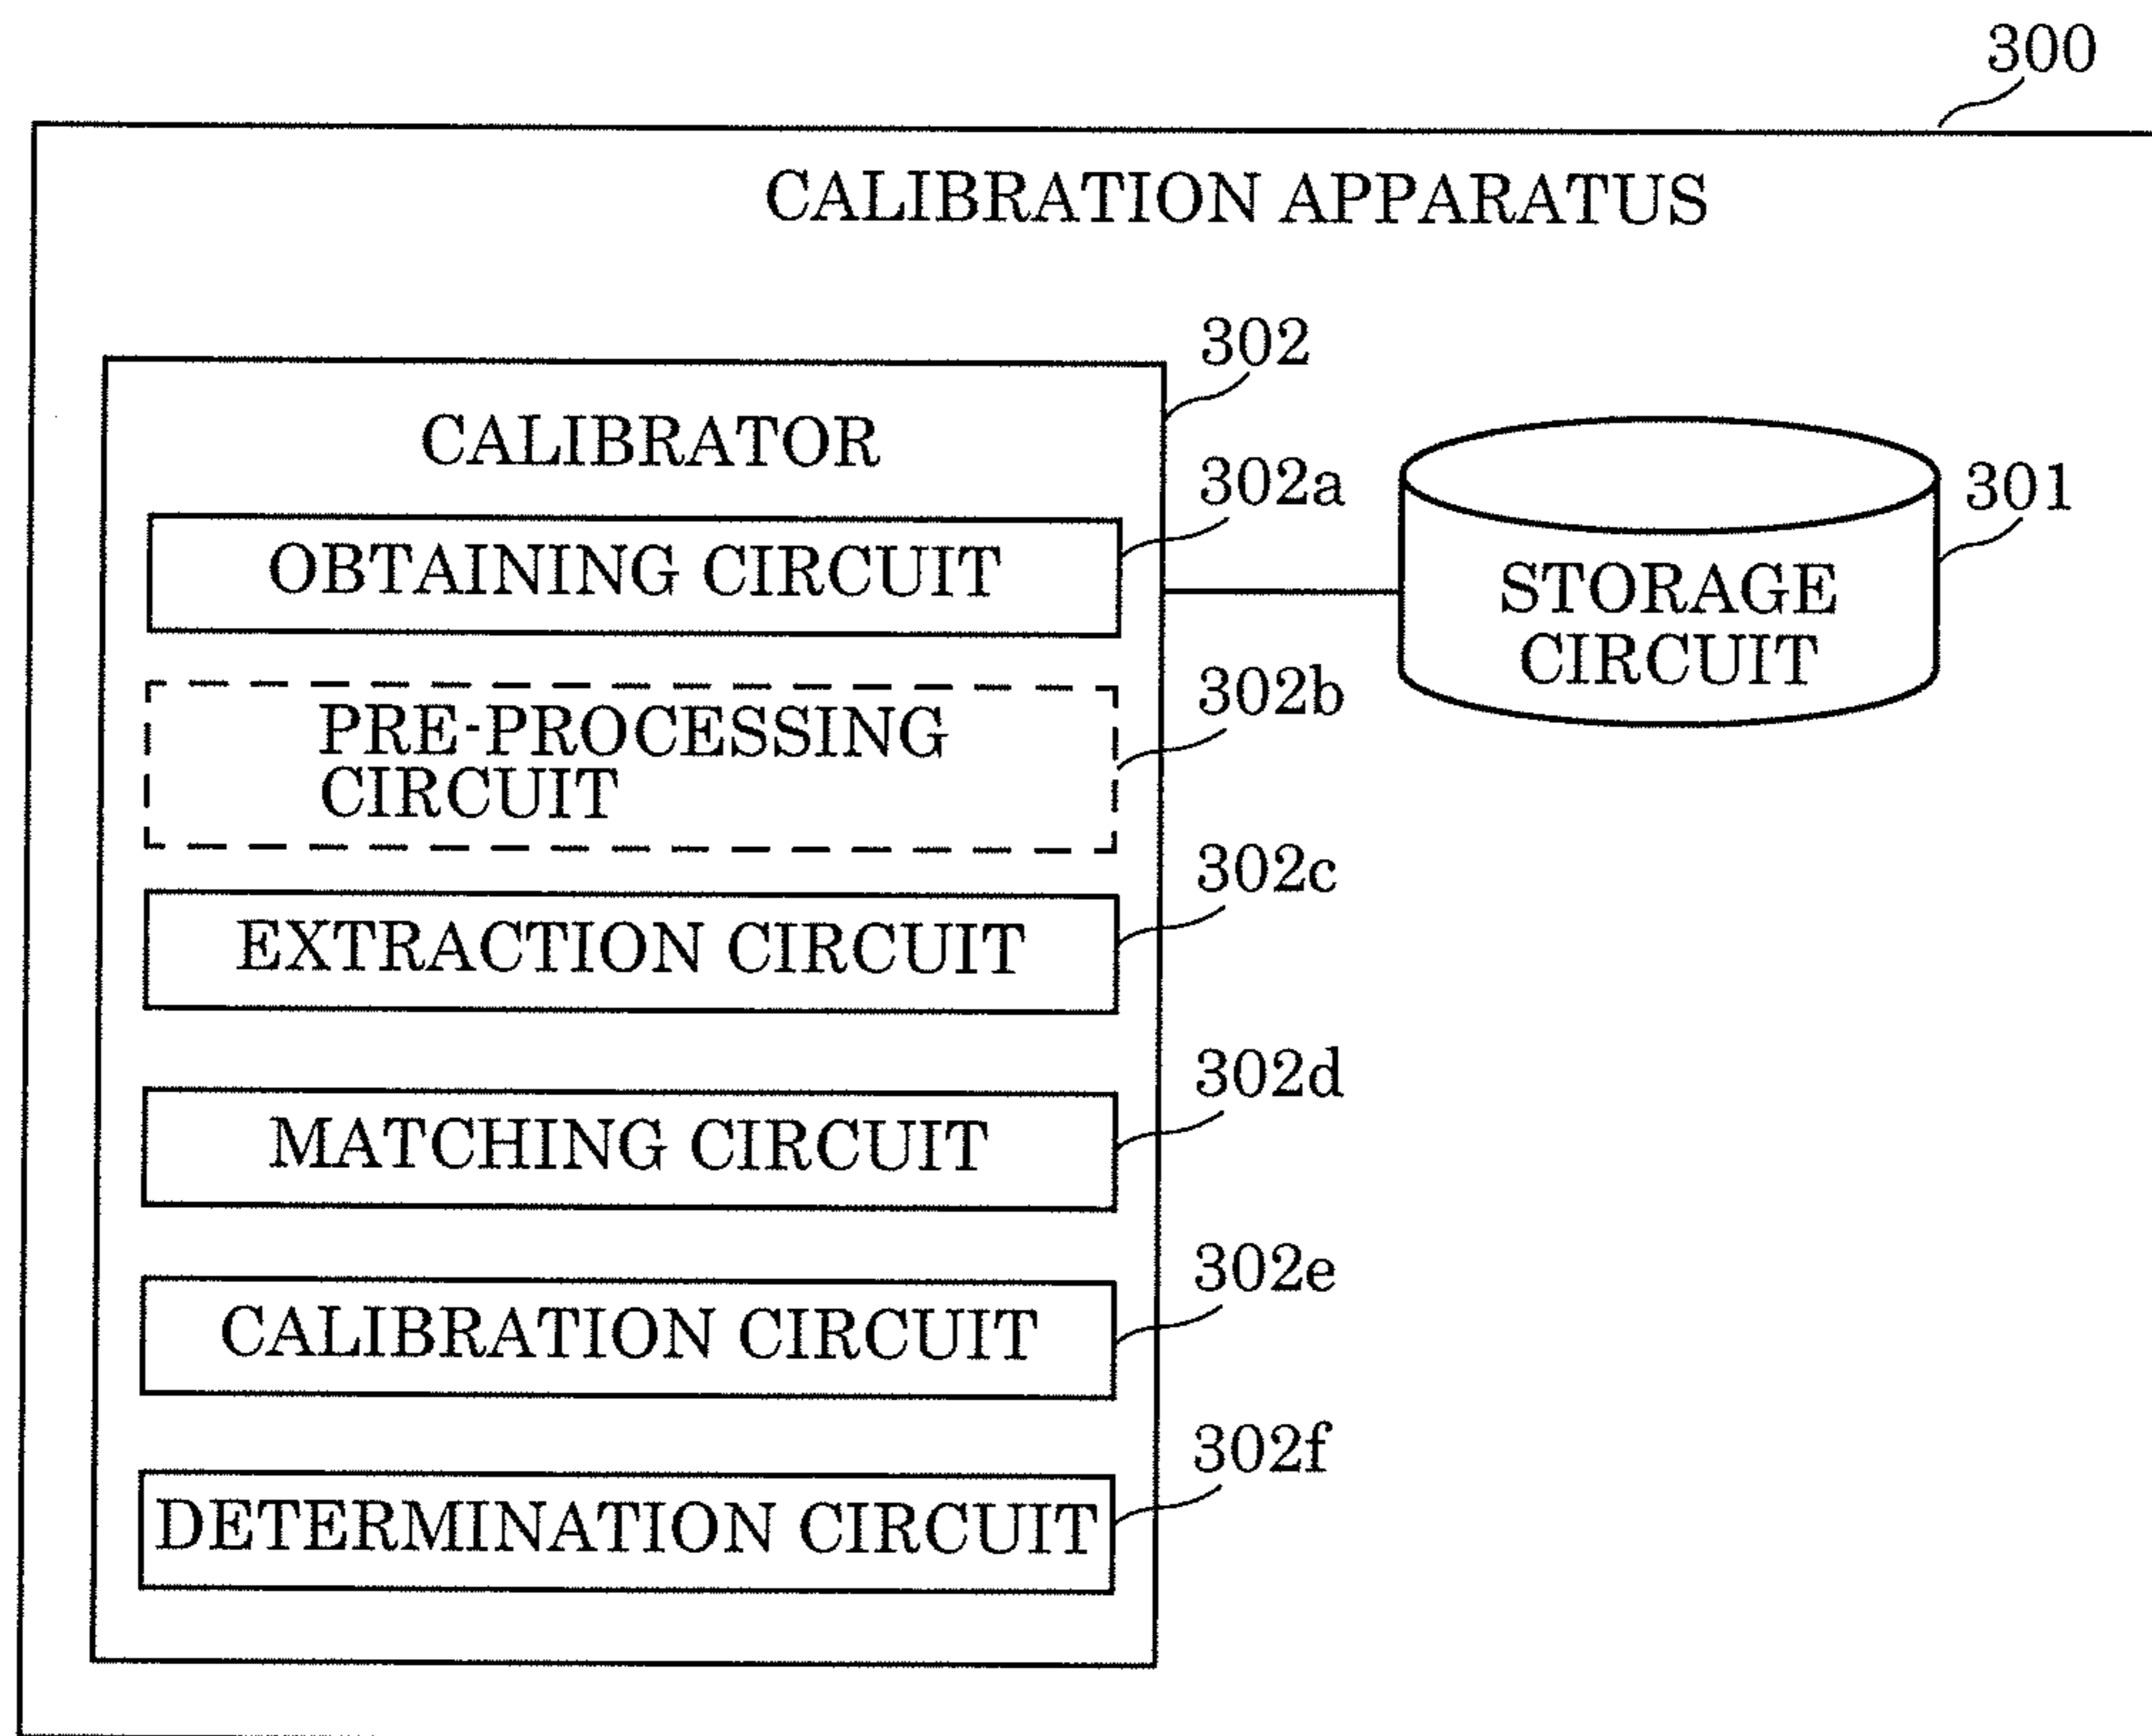 300
CALIBRATION APPARATUS
302
CALIBRATOR
302a
OBTAINING CIRCUIT
301
STORAGE
CIRCUIT
302b
PRE-PROCESSING
CIRCUIT
302c
EXTRACTION CIRCUIT
302d
MATCHING CIRCUIT
302e
CALIBRATION CIRCUIT
302f
DETERMINATION CIRCUIT